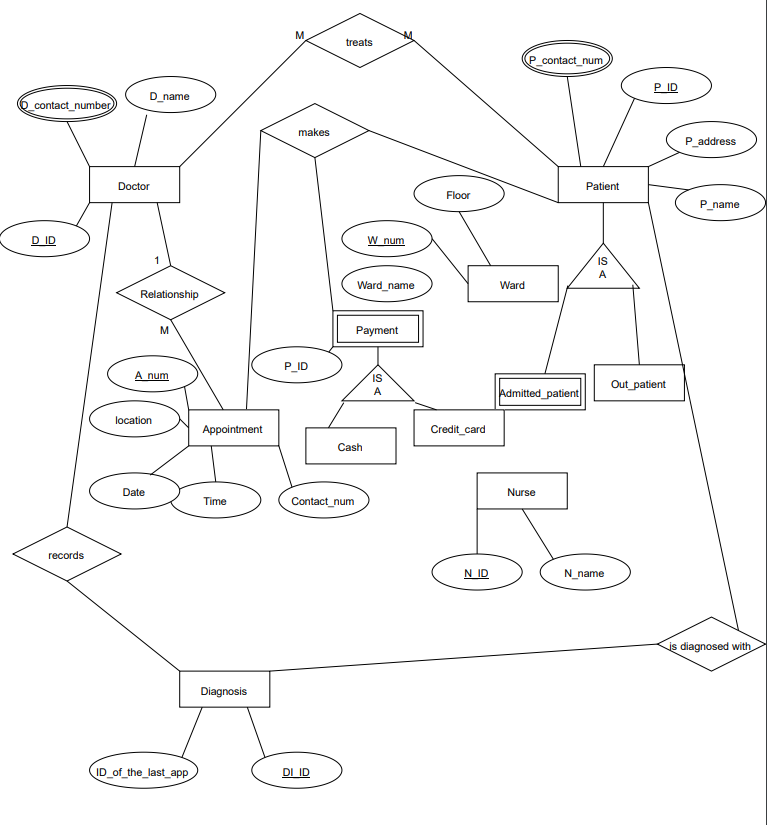 M
treats
M
P_contact_num
P_ID
D_contact_number
D_name
makes
P_address
Doctor
Patient
Floor
P_name
D_ID
W_num
1
IS
A
Ward_name
Ward
Relationship
M
Payment
P_ID
A_num
IS
A
Admitted_patient
Out_patient
location
Appointment
Credit_card
Cash
Date
Time
Contact_num
Nurse
records
N_ID
N_name
is diagnosed with
Diagnosis
ID_of_the_last_app
DI_ID